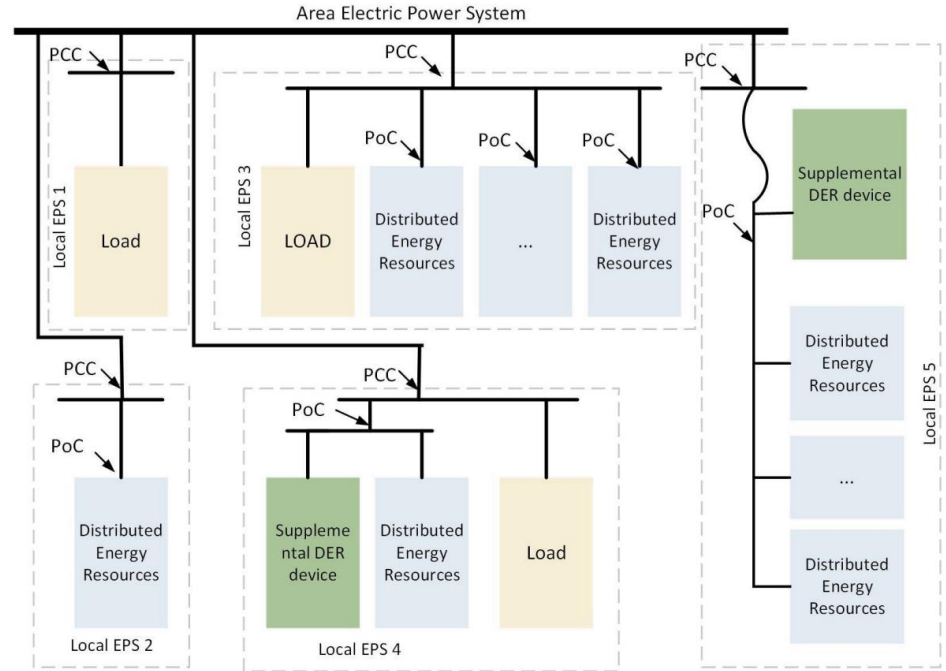 Area Electric Power System
PCC
Local EPS 1
Load
PCC
Local EPS 3
LOAD
PoC
Distributed
Energy
Resources
PoC
...
PoC
Distributed
Energy
Resources
PCC
PoC
Supplemental
DER device
Distributed
Energy
Resources
...
Distributed
Energy
Resources
Local EPS 5
PCC
PoC
Distributed
Energy
Resources
Local EPS 2
PCC
PoC
Suppleme
ntal DER
device
Distributed
Energy
Resources
Load
Local EPS 4